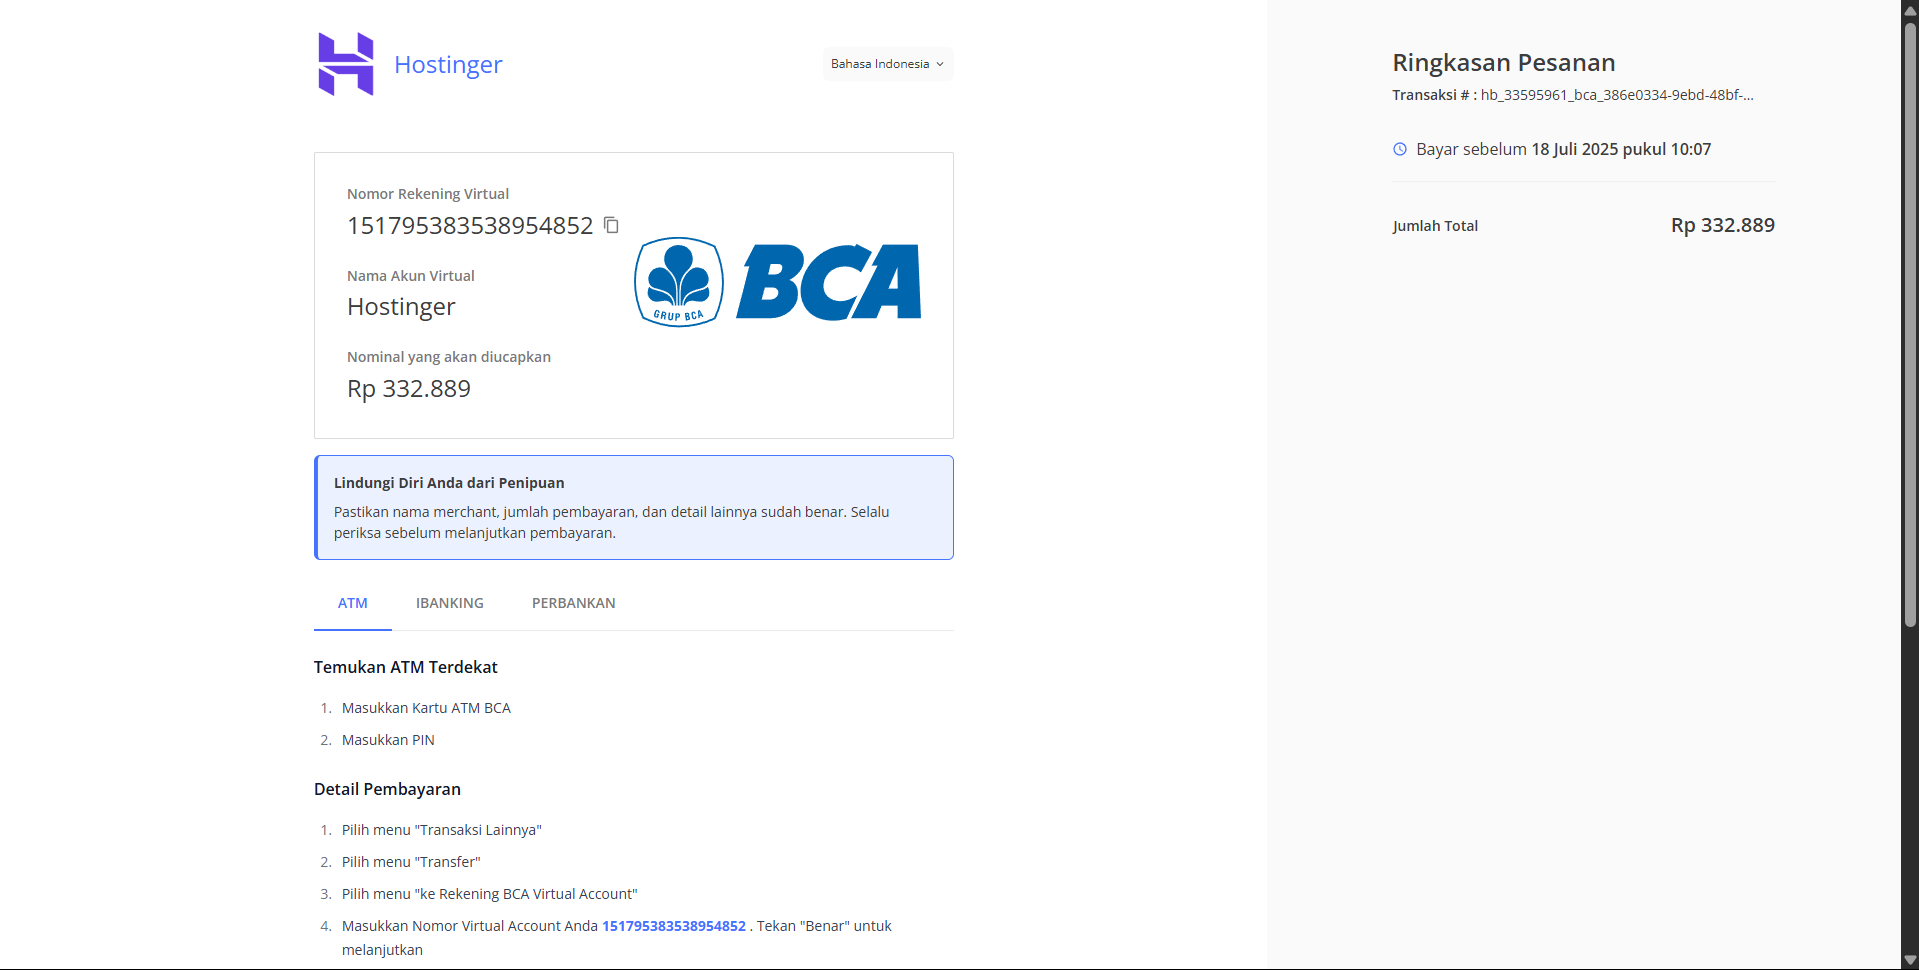 Hostinger
Bahasa Indonesia
Nomor Rekening Virtual
151795383538954852
Nama Akun Virtual
Hostinger
Nominal yang akan diucapkan
Rp 332.889
GRUP BCA
BCA
Lindungi Diri Anda dari Penipuan
Pastikan nama merchant, jumlah pembayaran, dan detail lainnya sudah benar. Selalu
periksa sebelum melanjutkan pembayaran.
ATM IBANKING PERBANKAN
Temukan ATM Terdekat
1. Masukkan Kartu ATM BCA
2. Masukkan PIN
Detail Pembayaran
1. Pilih menu "Transaksi Lainnya"
2. Pilih menu "Transfer"
3. Pilih menu "ke Rekening BCA Virtual Account"
4. Masukkan Nomor Virtual Account Anda 151795383538954852 . Tekan "Benar" untuk
melanjutkan
Ringkasan Pesanan
Transaksi # : hb_33595961_bca_386e0334-9ebd-48bf-...
Bayar sebelum 18 Juli 2025 pukul 10:07
Jumlah Total Rp 332.889